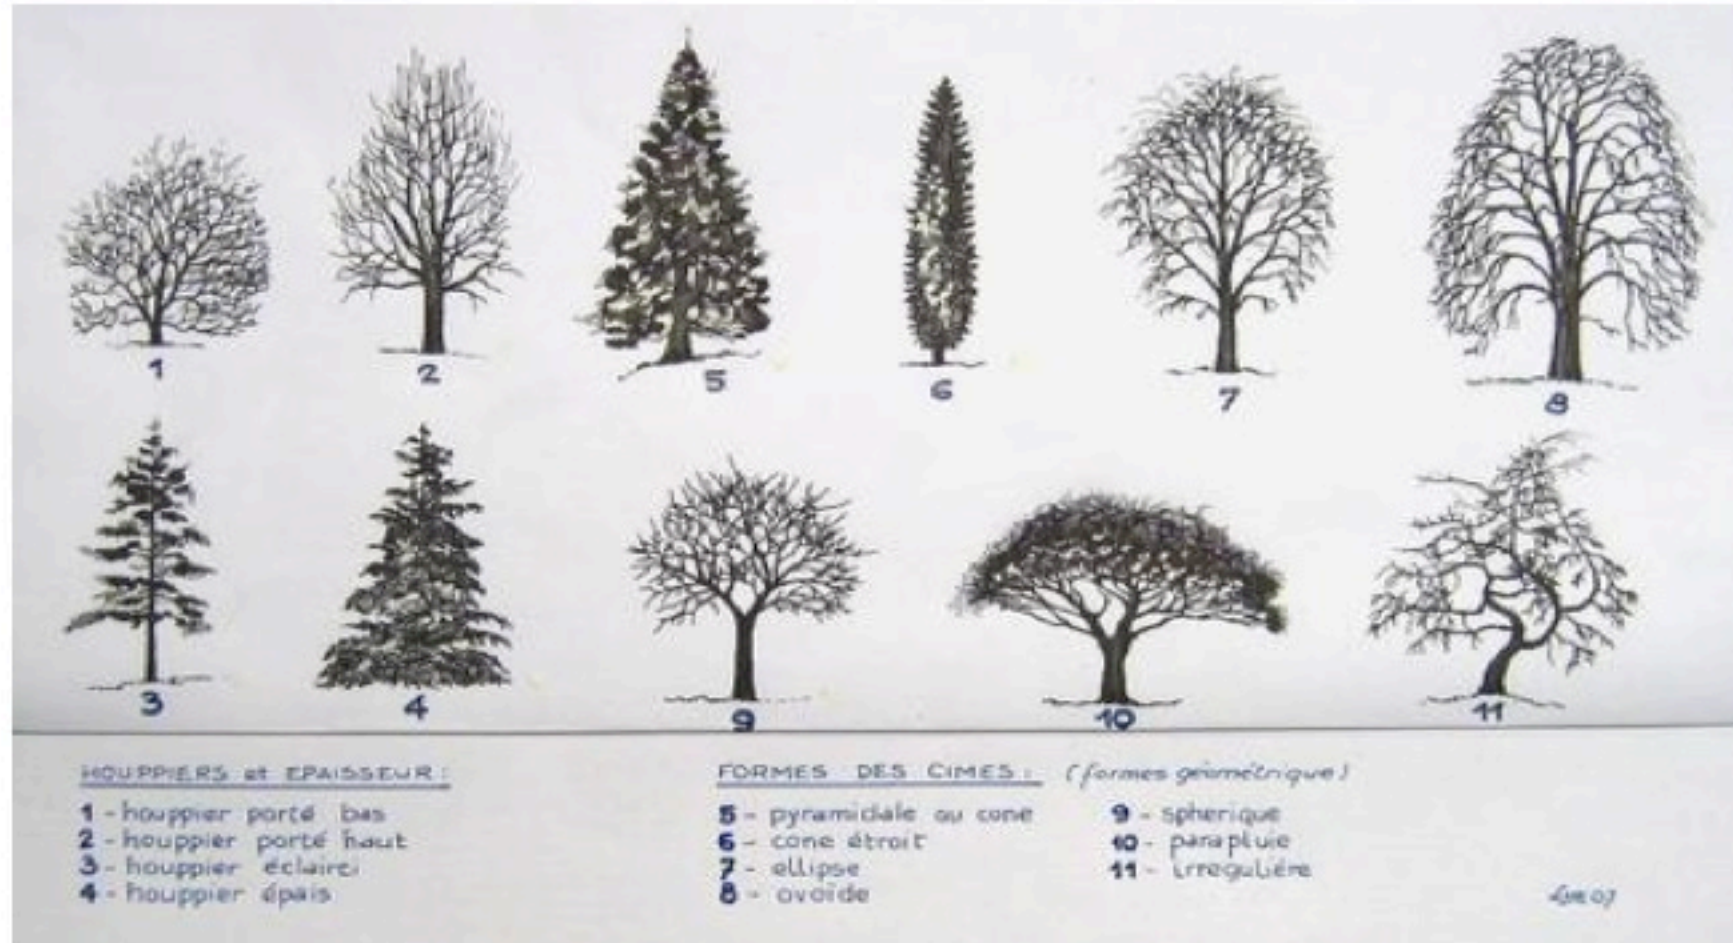 1 2 5 6 7 8
3 4 9 10 11
HOUPPIERS et EPAISSEUR :
1 - houppier porté bas
2 - houppier porté haut
3 - houppier éclairci
4 - houppier épais
FORMES DES CIMES : (formes géométrique)
5 - pyramidale ou cone
6 - cone étroit
7 - ellipse
8 - ovoïde
9 - spherique
10 - parapluie
11 - irregulière